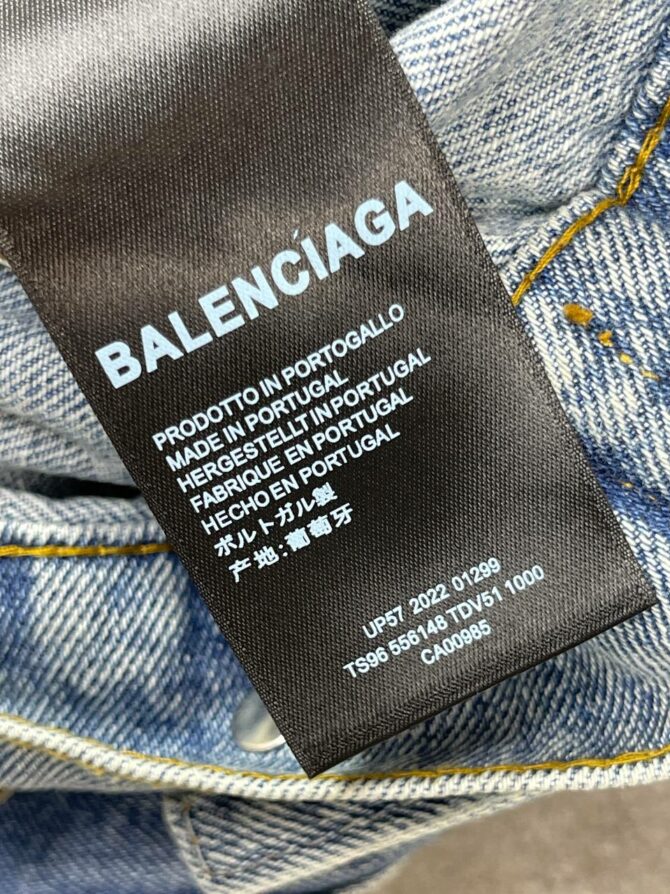 BALENCIAGA
PRODOTTO IN PORTOGALLO
MADE IN PORTUGAL
HERGESTELLT IN PORTUGAL
FABRIQUE EN PORTUGAL
HECHO EN PORTUGAL
ポルトガル製
产地:葡萄牙
UP57 2022 01299
TS96 556148 TDV51 1000
CA00985